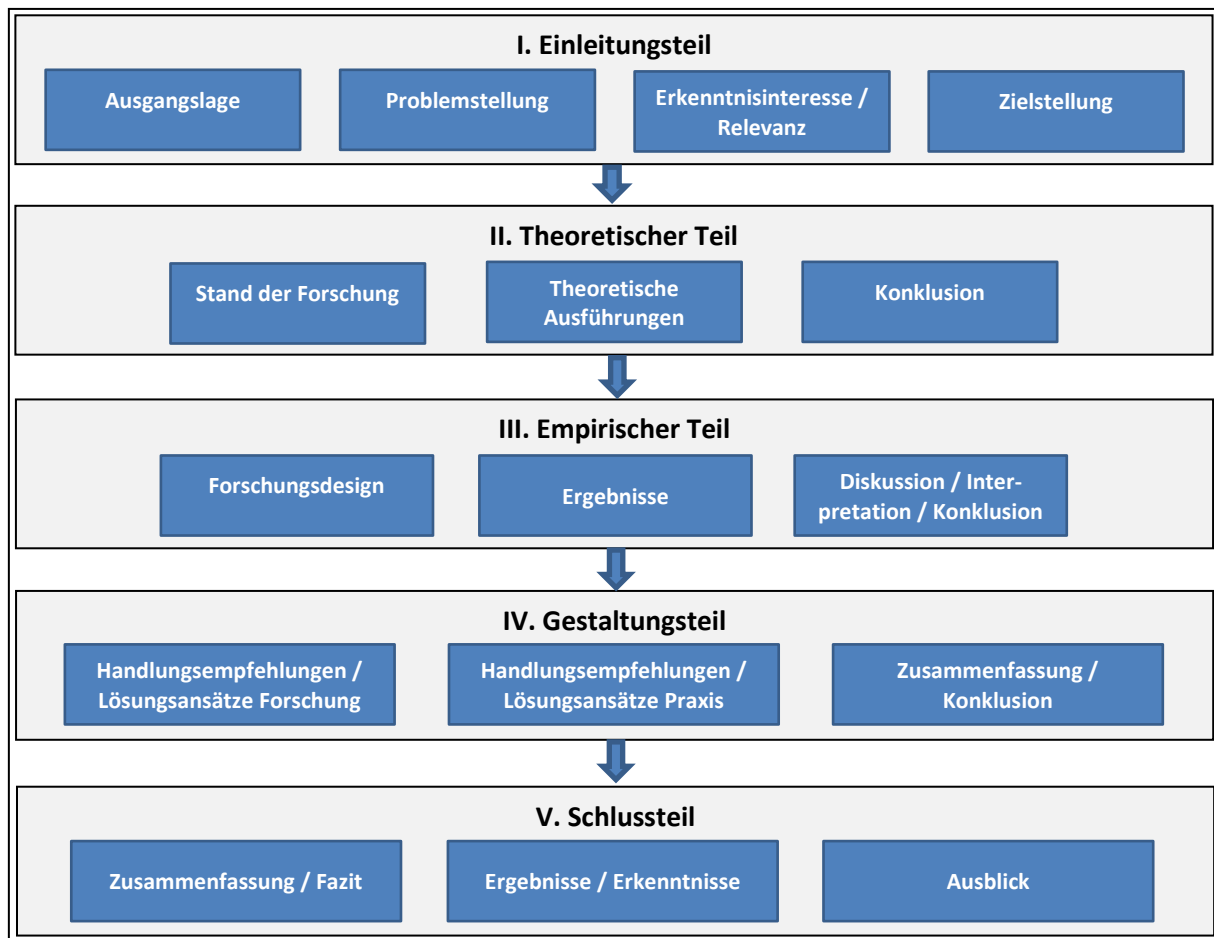 I. Einleitungsteil
Ausgangslage
Problemstellung
Erkenntnisinteresse /
Relevanz
Zielstellung
II. Theoretischer Teil
Stand der Forschung
Theoretische
Ausführungen
Konklusion
III. Empirischer Teil
Forschungsdesign
Ergebnisse
Diskussion / Inter-
pretation / Konklusion
IV. Gestaltungsteil
Handlungsempfehlungen /
Lösungsansätze Forschung
Handlungsempfehlungen /
Lösungsansätze Praxis
Zusammenfassung /
Konklusion
V. Schlussteil
Zusammenfassung / Fazit
Ergebnisse / Erkenntnisse
Ausblick